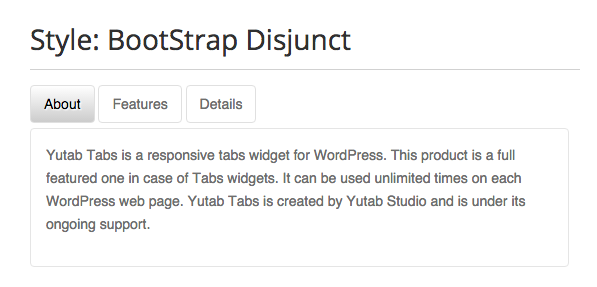 Style: BootStrap Disjunct
About Features Details
Yutab Tabs is a responsive tabs widget for WordPress. This product is a full
featured one in case of Tabs widgets. It can be used unlimited times on each
WordPress web page. Yutab Tabs is created by Yutab Studio and is under its
ongoing support.